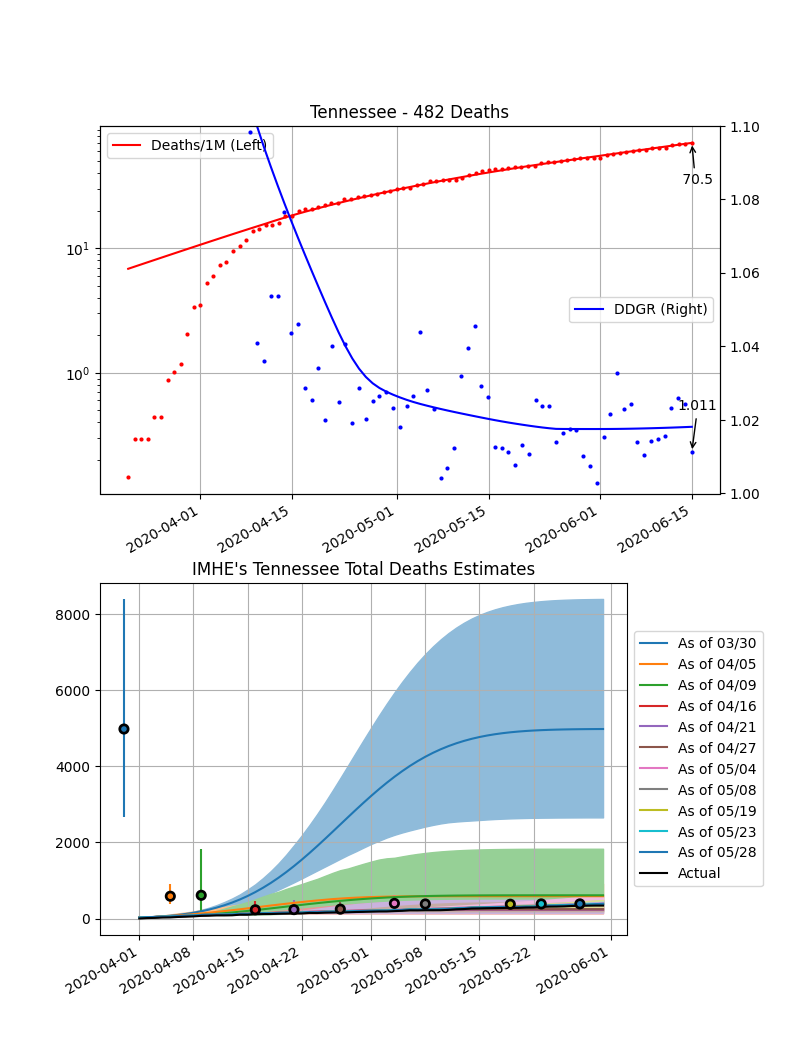 Tennessee - 482 Deaths
Deaths/1M (Left)
DDGR (Right)
70.5
1.011
10¹
10⁰
1.10
1.08
1.06
1.04
1.02
1.00
2020-04-01
2020-04-15
2020-05-01
2020-05-15
2020-06-01
2020-06-15
IMHE's Tennessee Total Deaths Estimates
8000
6000
4000
2000
0
2020-04-01
2020-04-08
2020-04-15
2020-04-22
2020-05-01
2020-05-08
2020-05-15
2020-05-22
2020-06-01
As of 03/30
As of 04/05
As of 04/09
As of 04/16
As of 04/21
As of 04/27
As of 05/04
As of 05/08
As of 05/19
As of 05/23
As of 05/28
Actual